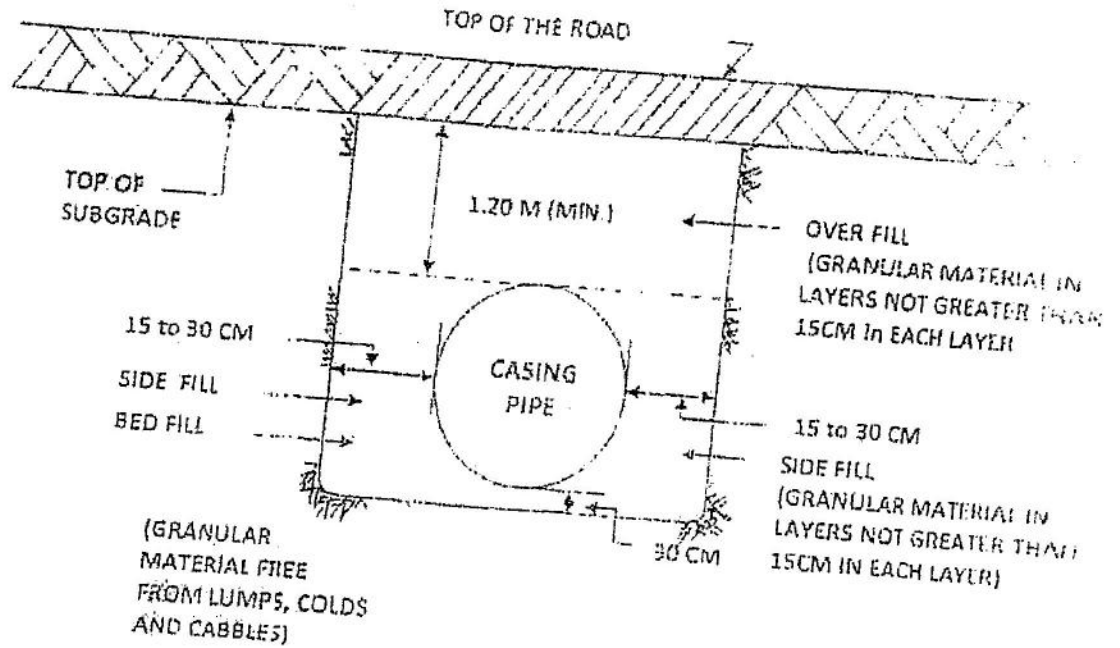 TOP OF THE ROAD
TOP OF
SUBGRADE
1.20 M (MIN.)
OVER FILL
(GRANULAR MATERIAL IN
LAYERS NOT GREATER THAN
15CM In EACH LAYER
15 to 30 CM
SIDE FILL
BED FILL
CASING
PIPE
15 to 30 CM
SIDE FILL
(GRANULAR MATERIAL IN
LAYERS NOT GREATER THAN
15CM IN EACH LAYER)
30 CM
(GRANULAR
MATERIAL FREE
FROM LUMPS, COLDS
AND CABBLES)